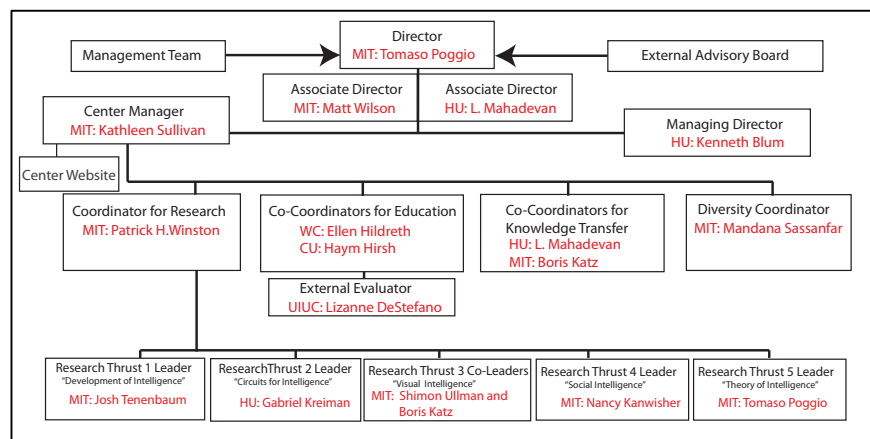 Director
MIT: Tomaso Poggio
Management Team
External Advisory Board
Associate Director
MIT: Matt Wilson
Associate Director
HU: L. Mahadevan
Center Manager
MIT: Kathleen Sullivan
Managing Director
HU: Kenneth Blum
Center Website
Coordinator for Research
MIT: Patrick H.Winston
Co-Coordinators for Education
WC: Ellen Hildreth
CU: Haym Hirsh
Co-Coordinators for
Knowledge Transfer
HU: L. Mahadevan
MIT: Boris Katz
Diversity Coordinator
MIT: Mandana Sassanfar
External Evaluator
UIUC: Lizanne DeStefano
Research Thrust 1 Leader
"Development of Intelligence"
MIT: Josh Tenenbaum
ResearchThrust 2 Leader
"Circuits for Intelligence"
HU: Gabriel Kreiman
Research Thrust 3 Co-Leaders
"Visual Intelligence"
MIT: Shimon Ullman and
Boris Katz
Research Thrust 4 Leader
"Social Intelligence"
MIT: Nancy Kanwisher
Research Thrust 5 Leader
"Theory of Intelligence"
MIT: Tomaso Poggio